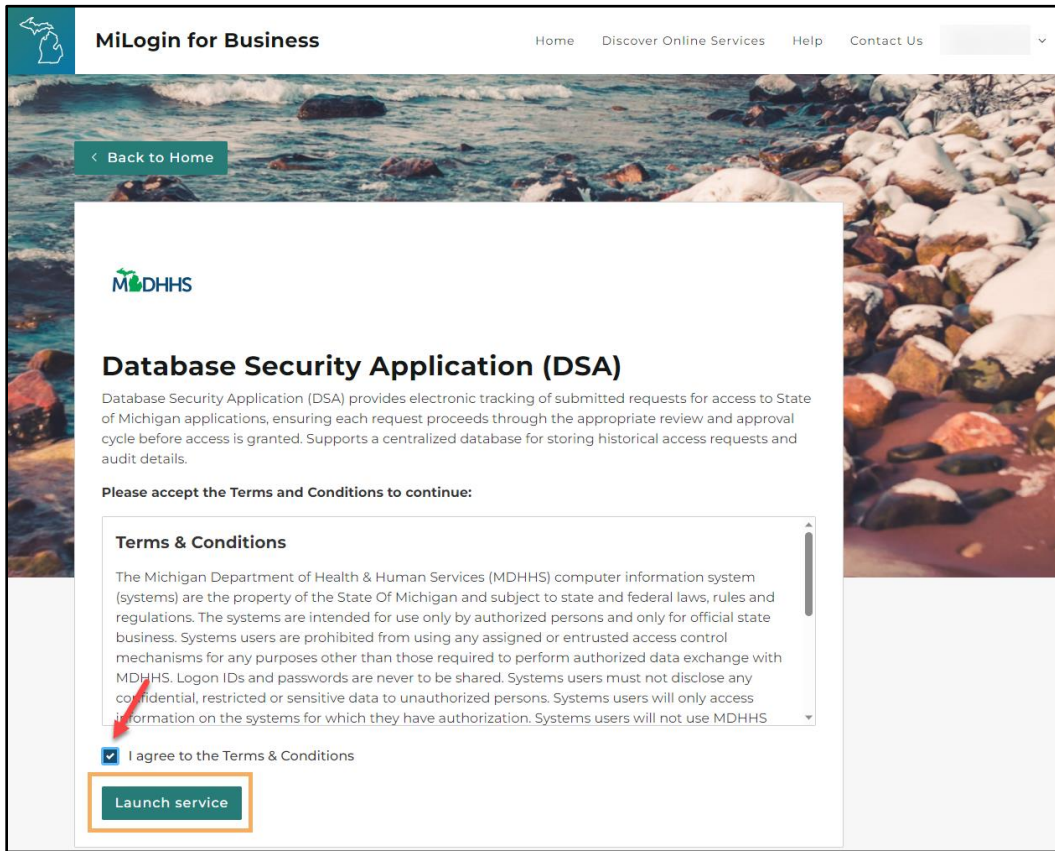 MiLogin for Business
Home Discover Online Services Help Contact Us
< Back to Home
MDHHS
Database Security Application (DSA)
Database Security Application (DSA) provides electronic tracking of submitted requests for access to State
of Michigan applications, ensuring each request proceeds through the appropriate review and approval
cycle before access is granted. Supports a centralized database for storing historical access requests and
audit details.
Please accept the Terms and Conditions to continue:
Terms & Conditions
The Michigan Department of Health & Human Services (MDHHS) computer information system
(systems) are the property of the State Of Michigan and subject to state and federal laws, rules and
regulations. The systems are intended for use only by authorized persons and only for official state
business. Systems users are prohibited from using any assigned or entrusted access control
mechanisms for any purposes other than those required to perform authorized data exchange with
MDHHS. Logon IDs and passwords are never to be shared. Systems users must not disclose any
confidential, restricted or sensitive data to unauthorized persons. Systems users will only access
information on the systems for which they have authorization. Systems users will not use MDHHS
I agree to the Terms & Conditions
Launch service